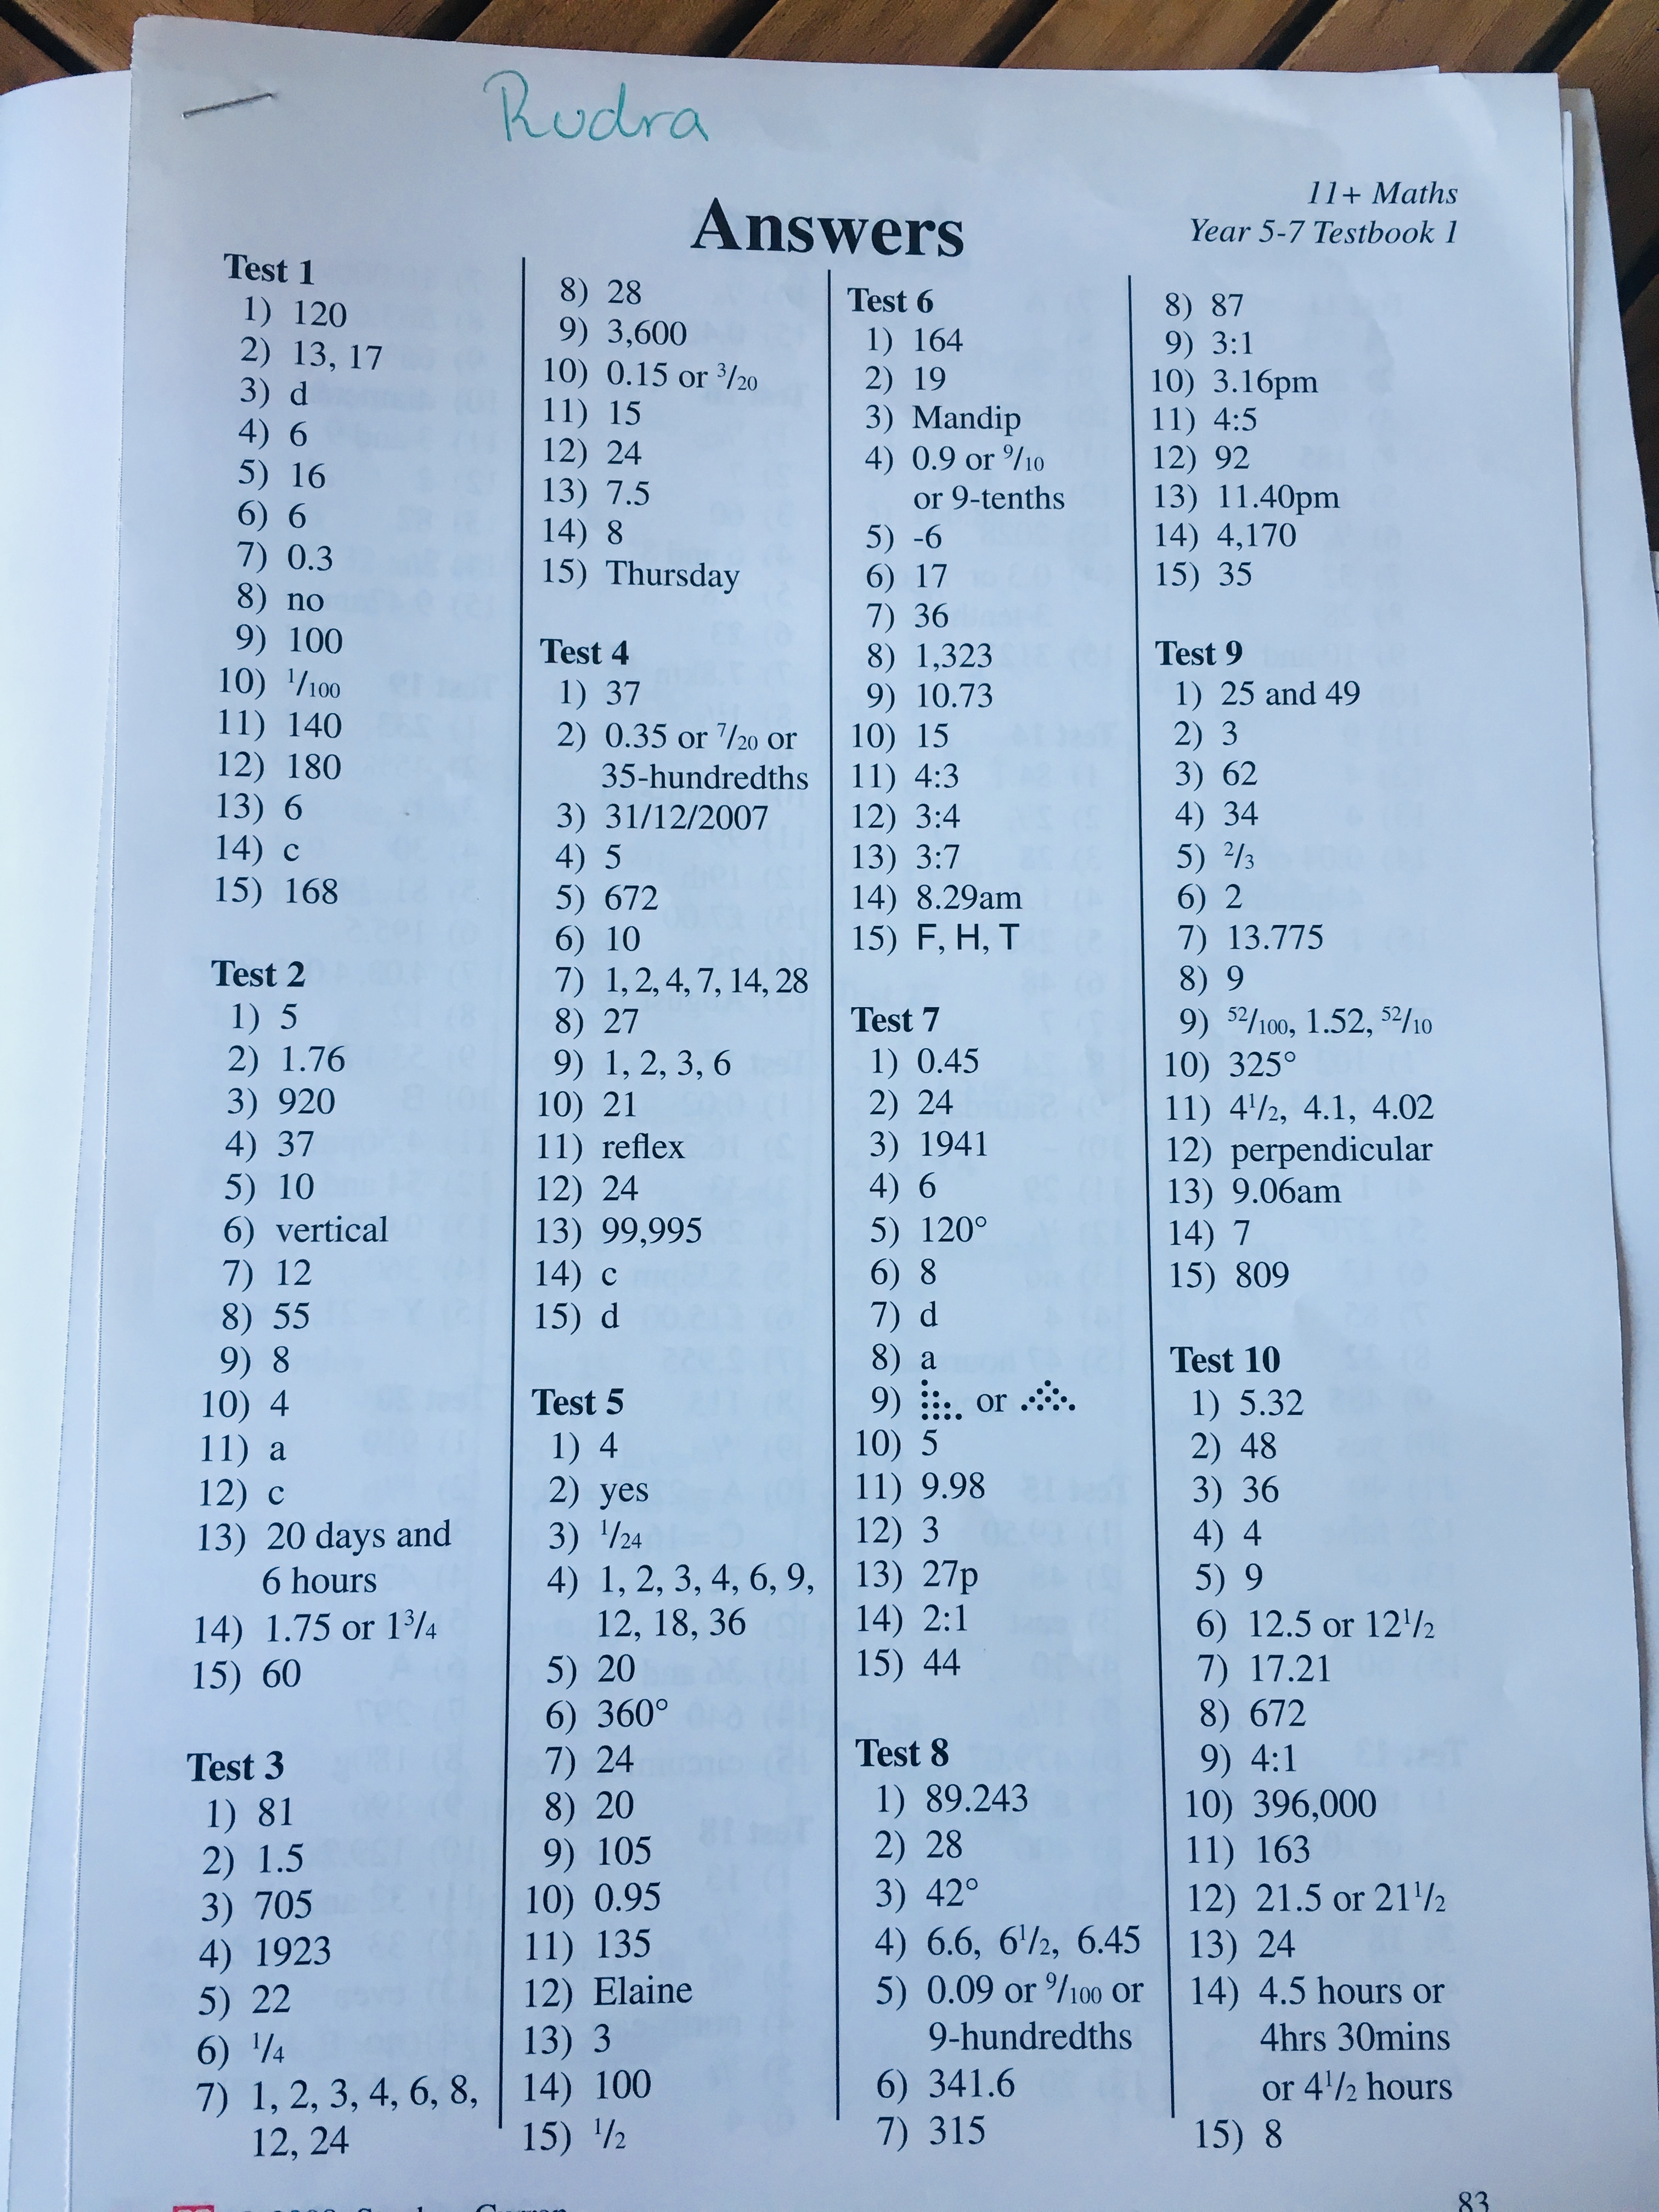 Rudra
11+ Maths
Year 5-7 Testbook 1
Answers
Test 1
1) 120
2) 13, 17
3) d
4) 6
5) 16
6) 6
7) 0.3
8) no
9) 100
10) 1/100
11) 140
12) 180
13) 6
14) c
15) 168
Test 2
1) 5
2) 1.76
3) 920
4) 37
5) 10
6) vertical
7) 12
8) 55
9) 8
10) 4
11) a
12) c
13) 20 days and
6 hours
14) 1.75 or 1 3/4
15) 60
Test 3
1) 81
2) 1.5
3) 705
4) 1923
5) 22
6) 1/4
7) 1, 2, 3, 4, 6, 8,
12, 24
8) 28
9) 3,600
10) 0.15 or 3/20
11) 15
12) 24
13) 7.5
14) 8
15) Thursday
Test 4
1) 37
2) 0.35 or 7/20 or
35-hundredths
3) 31/12/2007
4) 5
5) 672
6) 10
7) 1, 2, 4, 7, 14, 28
8) 27
9) 1, 2, 3, 6
10) 21
11) reflex
12) 24
13) 99,995
14) c
15) d
Test 5
1) 4
2) yes
3) 1/24
4) 1, 2, 3, 4, 6, 9,
12, 18, 36
5) 20
6) 360°
7) 24
8) 20
9) 105
10) 0.95
11) 135
12) Elaine
13) 3
14) 100
15) 1/2
Test 6
1) 164
2) 19
3) Mandip
4) 0.9 or 9/10
or 9-tenths
5) -6
6) 17
7) 36
8) 1,323
9) 10.73
10) 15
11) 4:3
12) 3:4
13) 3:7
14) 8.29am
15) F, H, T
Test 7
1) 0.45
2) 24
3) 1941
4) 6
5) 120°
6) 8
7) d
8) a
9) or
10) 5
11) 9.98
12) 3
13) 27p
14) 2:1
15) 44
Test 8
1) 89.243
2) 28
3) 42°
4) 6.6, 6 1/2, 6.45
5) 0.09 or 9/100 or
9-hundredths
6) 341.6
7) 315
8) 87
9) 3:1
10) 3.16pm
11) 4:5
12) 92
13) 11.40pm
14) 4,170
15) 35
Test 9
1) 25 and 49
2) 3
3) 62
4) 34
5) 2/3
6) 2
7) 13.775
8) 9
9) 52/100, 1.52, 52/10
10) 325°
11) 4 1/2, 4.1, 4.02
12) perpendicular
13) 9.06am
14) 7
15) 809
Test 10
1) 5.32
2) 48
3) 36
4) 4
5) 9
6) 12.5 or 12 1/2
7) 17.21
8) 672
9) 4:1
10) 396,000
11) 163
12) 21.5 or 21 1/2
13) 24
14) 4.5 hours or
4hrs 30mins
or 4 1/2 hours
15) 8
83